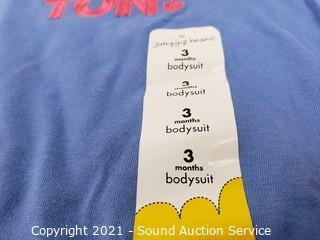 jumping beans
3
months
bodysuit
3
months
bodysuit
3
months
bodysuit
3
months
bodysuit
Copyright 2021 - Sound Auction Service